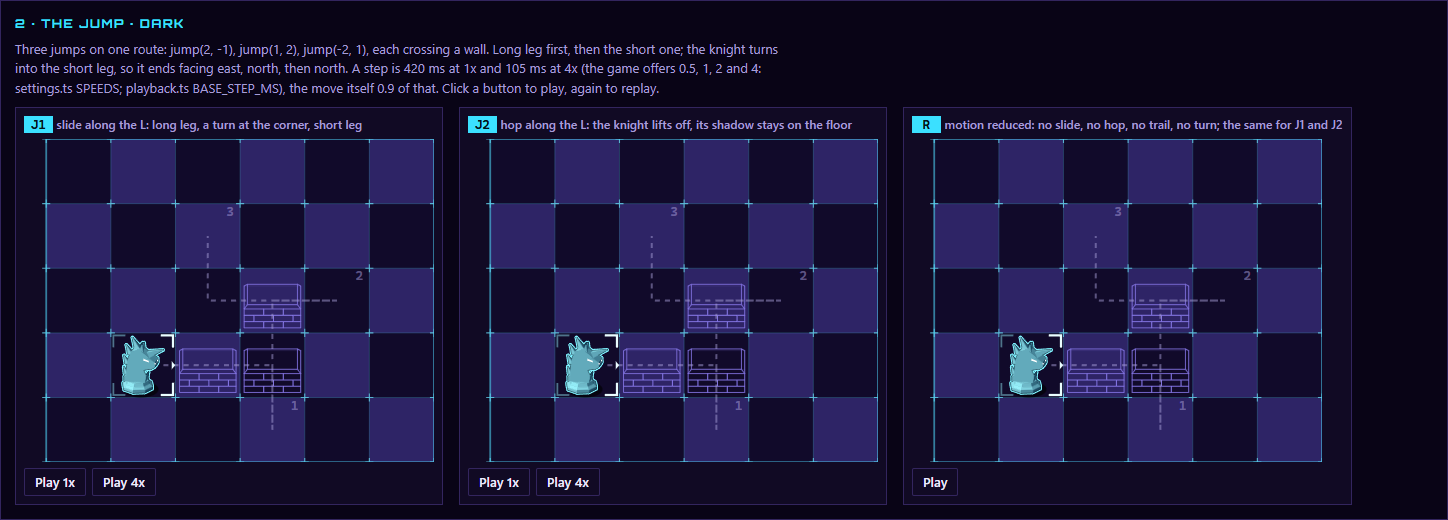 2 · THE JUMP · DARK
Three jumps on one route: jump(2, -1), jump(1, 2), jump(-2, 1), each crossing a wall. Long leg first, then the short one; the knight turns
into the short leg, so it ends facing east, north, then north. A step is 420 ms at 1x and 105 ms at 4x (the game offers 0.5, 1, 2 and 4:
settings.ts SPEEDS; playback.ts BASE_STEP_MS), the move itself 0.9 of that. Click a button to play, again to replay.
J1 slide along the L: long leg, a turn at the corner, short leg
3
2
1
Play 1x Play 4x
J2 hop along the L: the knight lifts off, its shadow stays on the floor
3
2
1
Play 1x Play 4x
R motion reduced: no slide, no hop, no trail, no turn; the same for J1 and J2
3
2
1
Play